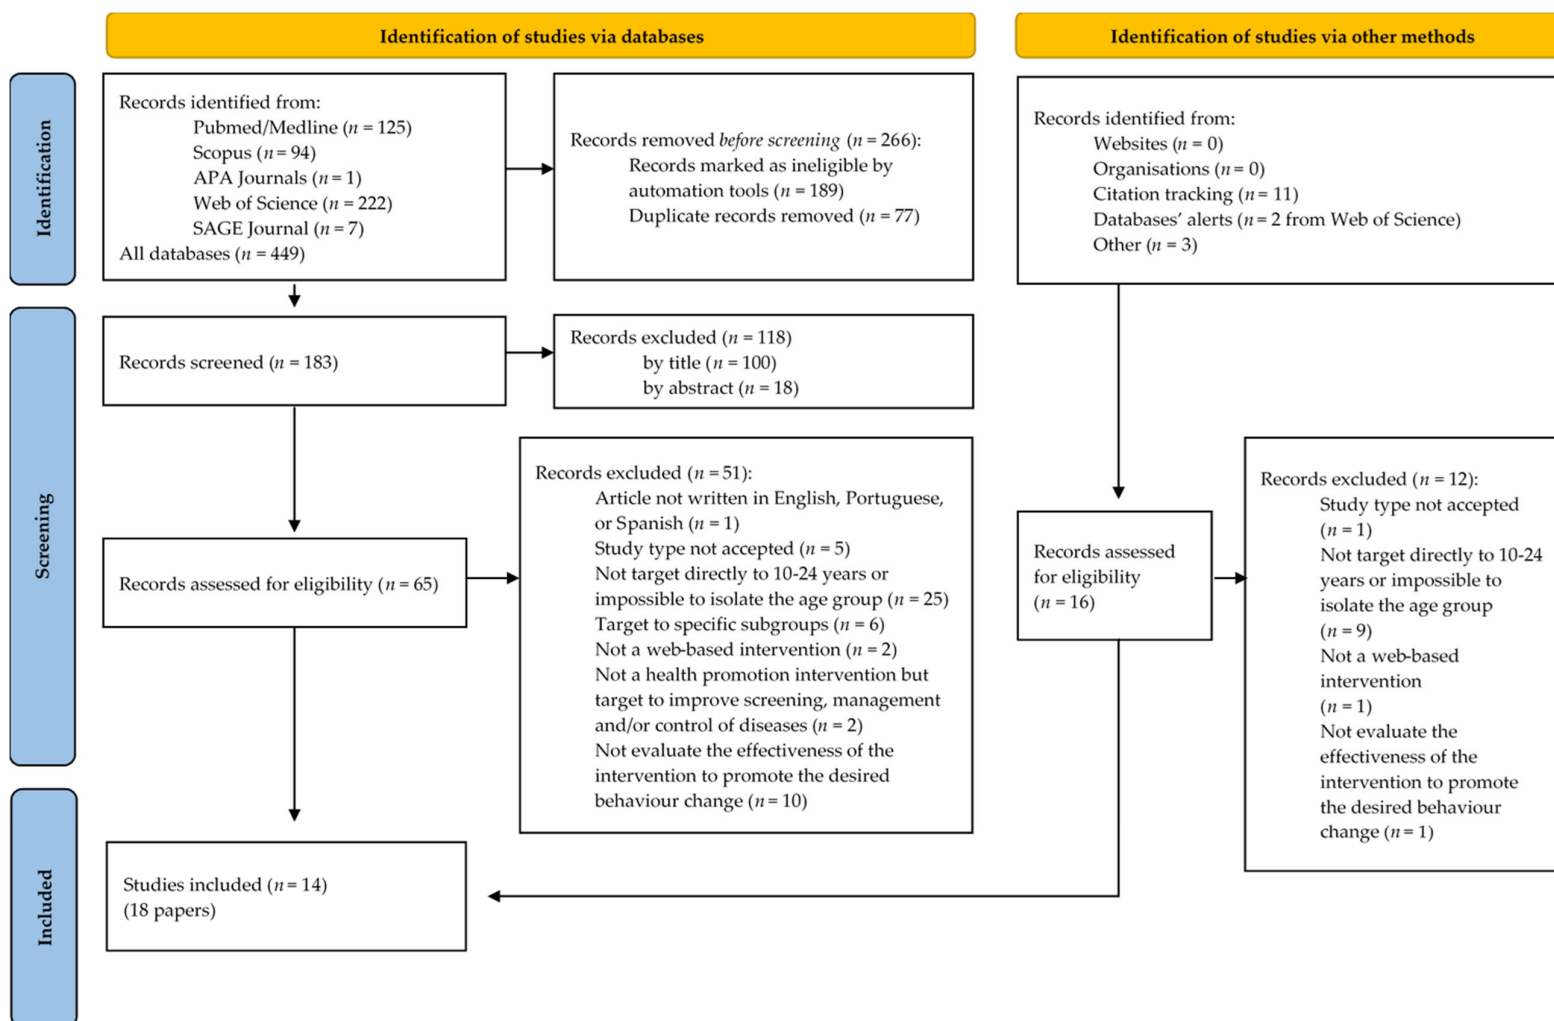 Identification of studies via databases
Identification of studies via other methods
Identification
Records identified from:
Pubmed/Medline (n = 125)
Scopus (n = 94)
APA Journals (n = 1)
Web of Science (n = 222)
SAGE Journal (n = 7)
All databases (n = 449)
Records removed before screening (n = 266):
Records marked as ineligible by
automation tools (n = 189)
Duplicate records removed (n = 77)
Records identified from:
Websites (n = 0)
Organisations (n = 0)
Citation tracking (n = 11)
Databases' alerts (n = 2 from Web of Science)
Other (n = 3)
Screening
Records screened (n = 183)
Records excluded (n = 118)
by title (n = 100)
by abstract (n = 18)
Records assessed for eligibility (n = 65)
Records excluded (n = 51):
Article not written in English, Portuguese,
or Spanish (n = 1)
Study type not accepted (n = 5)
Not target directly to 10-24 years or
impossible to isolate the age group (n = 25)
Target to specific subgroups (n = 6)
Not a web-based intervention (n = 2)
Not a health promotion intervention but
target to improve screening, management
and/or control of diseases (n = 2)
Not evaluate the effectiveness of the
intervention to promote the desired
behaviour change (n = 10)
Records assessed
for eligibility
(n = 16)
Records excluded (n = 12):
Study type not accepted
(n = 1)
Not target directly to 10-24
years or impossible to
isolate the age group
(n = 9)
Not a web-based
intervention
(n = 1)
Not evaluate the
effectiveness of the
intervention to promote
the desired behaviour
change (n = 1)
Included
Studies included (n = 14)
(18 papers)